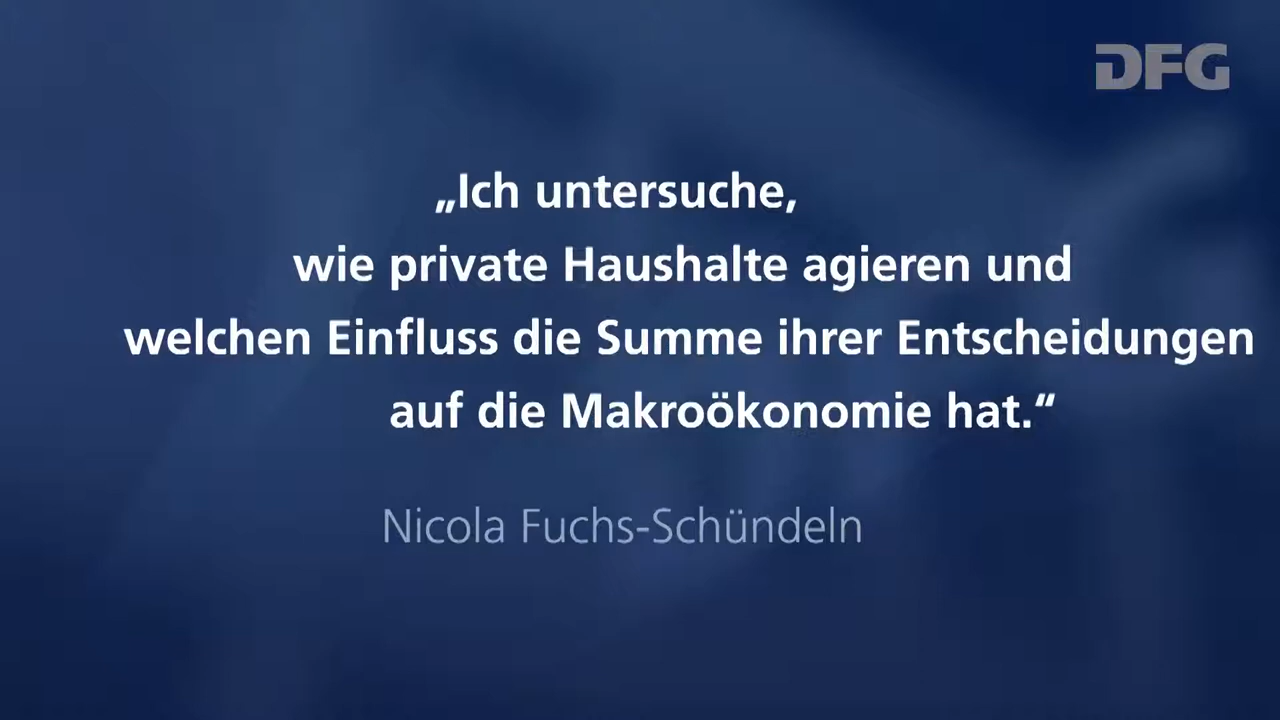 DFG
„Ich untersuche,
wie private Haushalte agieren und
welchen Einfluss die Summe ihrer Entscheidungen
auf die Makroökonomie hat.“
Nicola Fuchs-Schündeln